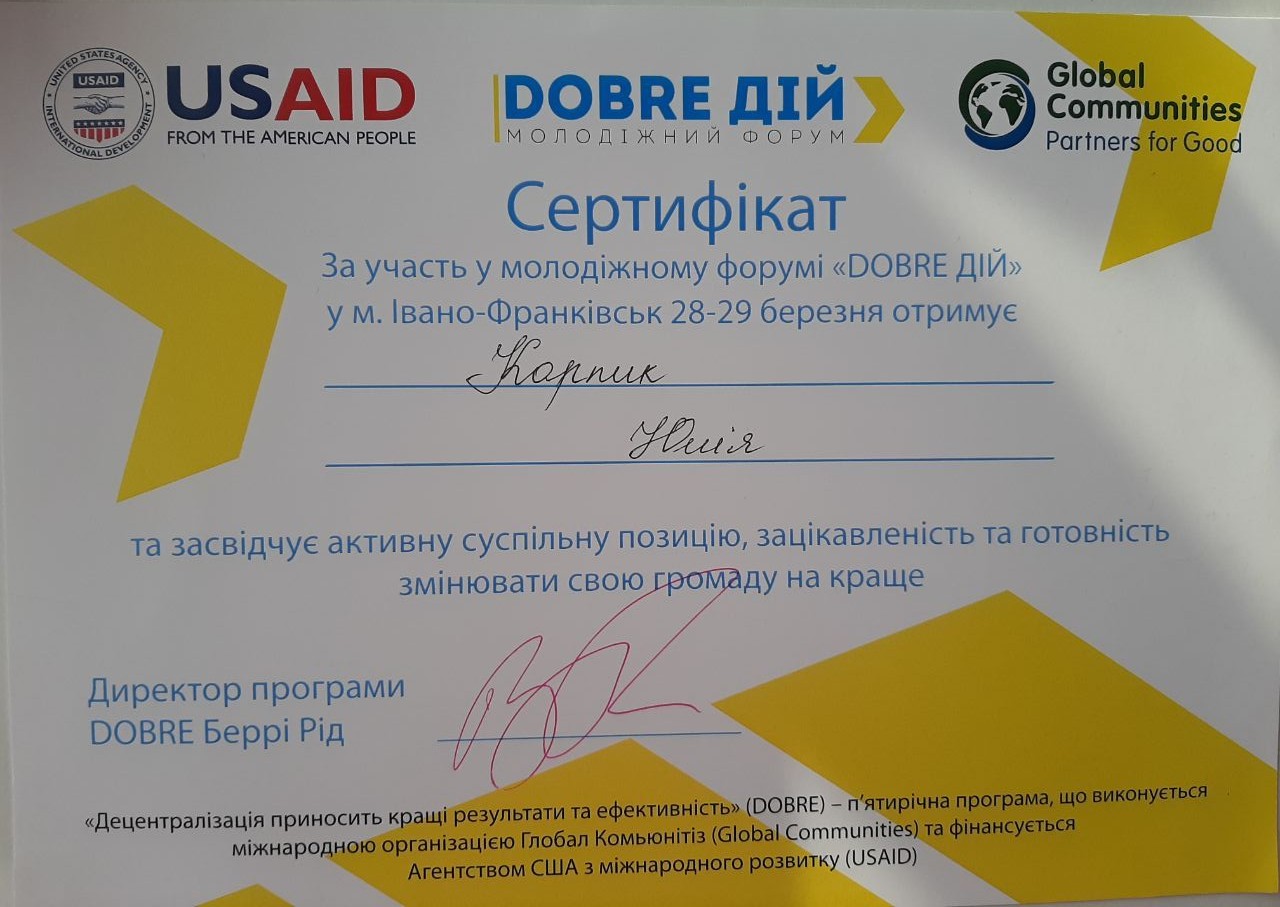 UNITED STATES AGENCY
USAID
INTERNATIONAL DEVELOPMENT
USAID
FROM THE AMERICAN PEOPLE
DOBRE ДІЙ
МОЛОДІЖНИЙ ФОРУМ
Global
Communities
Partners for Good
Сертифікат
За участь у молодіжному форумі «DOBRE ДІЙ»
у м. Івано-Франківськ 28-29 березня отримує
Карпик
Юлія
та засвідчує активну суспільну позицію, зацікавленість та готовність
змінювати свою громаду на краще
Директор програми
DOBRE Беррі Рід
«Децентралізація приносить кращі результати та ефективність» (DOBRE) – п'ятирічна програма, що виконується
міжнародною організацією Глобал Комьюнітіз (Global Communities) та фінансується
Агентством США з міжнародного розвитку (USAID)